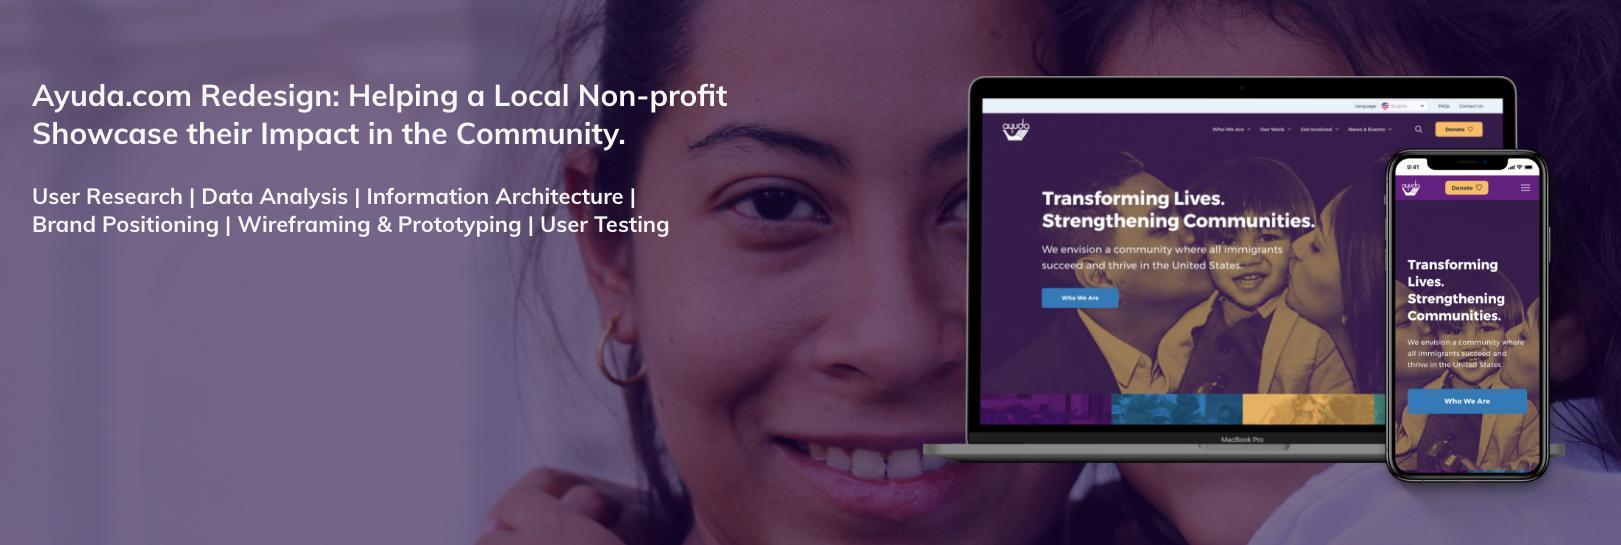 Ayuda.com Redesign: Helping a Local Non-profit
Showcase their Impact in the Community.
User Research | Data Analysis | Information Architecture |
Brand Positioning | Wireframing & Prototyping | User Testing
Language English FAQs Contact Us
ayuda
Who We Are Our Work Get Involved News & Events Donate
Transforming Lives.
Strengthening Communities.
We envision a community where all immigrants
succeed and thrive in the United States.
Who We Are
MacBook Pro
9:41
ayuda
Donate
Transforming
Lives.
Strengthening
Communities.
We envision a community where
all immigrants succeed and
thrive in the United States.
Who We Are